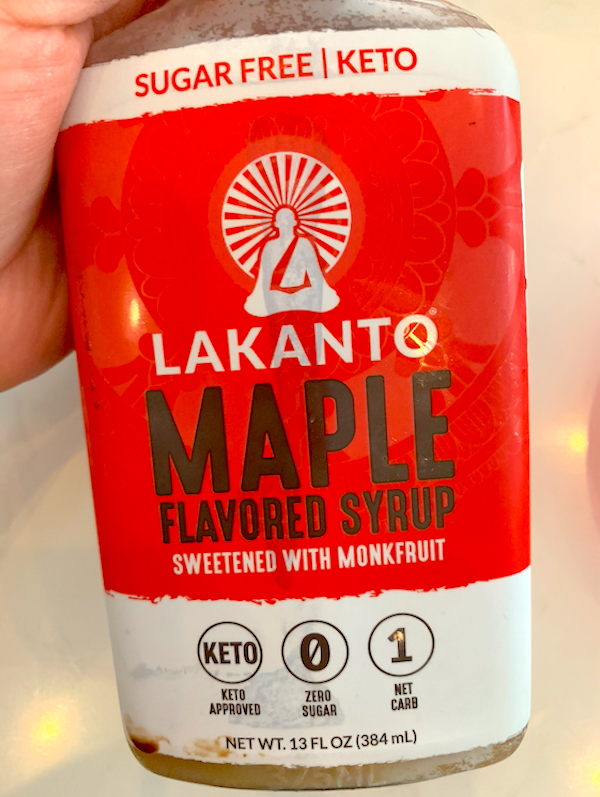 SUGAR FREE | KETO
LAKANTO®
MAPLE
FLAVORED SYRUP
SWEETENED WITH MONKFRUIT
KETO 0 1
KETO APPROVED
ZERO SUGAR
NET CARB
NET WT. 13 FL OZ (384 mL)
375ML